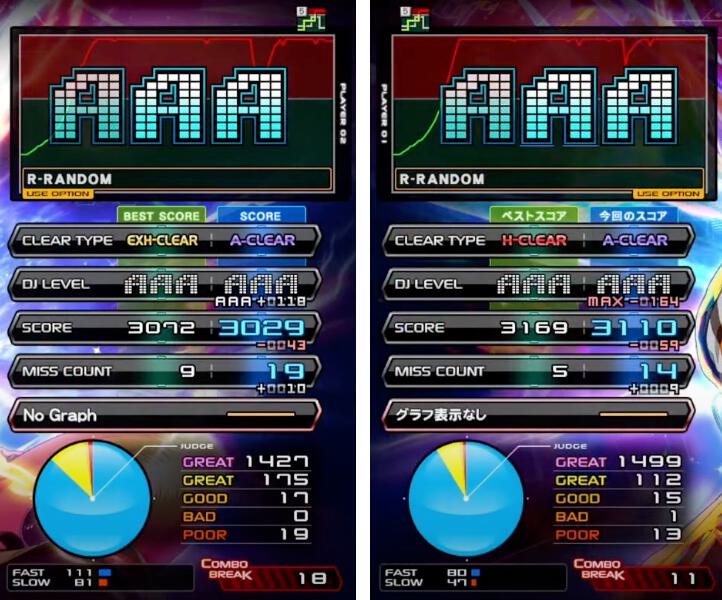 5
AAA
PLAYER 02
R-RANDOM
USE OPTION
BEST SCORE SCORE
CLEAR TYPE EXH-CLEAR A-CLEAR
DJ LEVEL AAA AAA
AAA+0118
SCORE 3072 3029
-0043
MISS COUNT 9 19
+0010
No Graph
JUDGE
GREAT 1427
GREAT 175
GOOD 17
BAD 0
POOR 19
FAST 111
SLOW 81
COMBO BREAK 18
5
AAA
PLAYER 01
R-RANDOM
USE OPTION
ベストスコア 今回のスコア
CLEAR TYPE H-CLEAR A-CLEAR
DJ LEVEL AAA AAA
MAX-0164
SCORE 3169 3110
-0059
MISS COUNT 5 14
+0009
グラフ表示なし
JUDGE
GREAT 1499
GREAT 112
GOOD 15
BAD 1
POOR 13
FAST 80
SLOW 47
COMBO BREAK 11